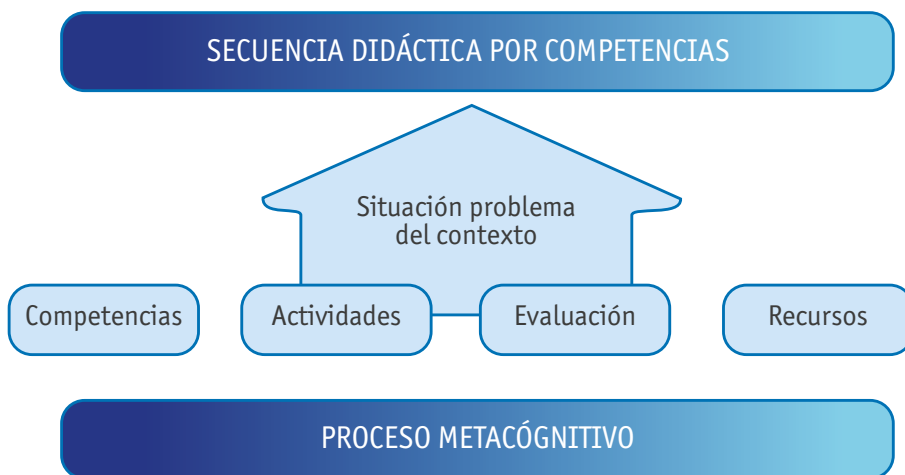 SECUENCIA DIDÁCTICA POR COMPETENCIAS
Situación problema
del contexto
Competencias
Actividades
Evaluación
Recursos
PROCESO METACÓGNITIVO